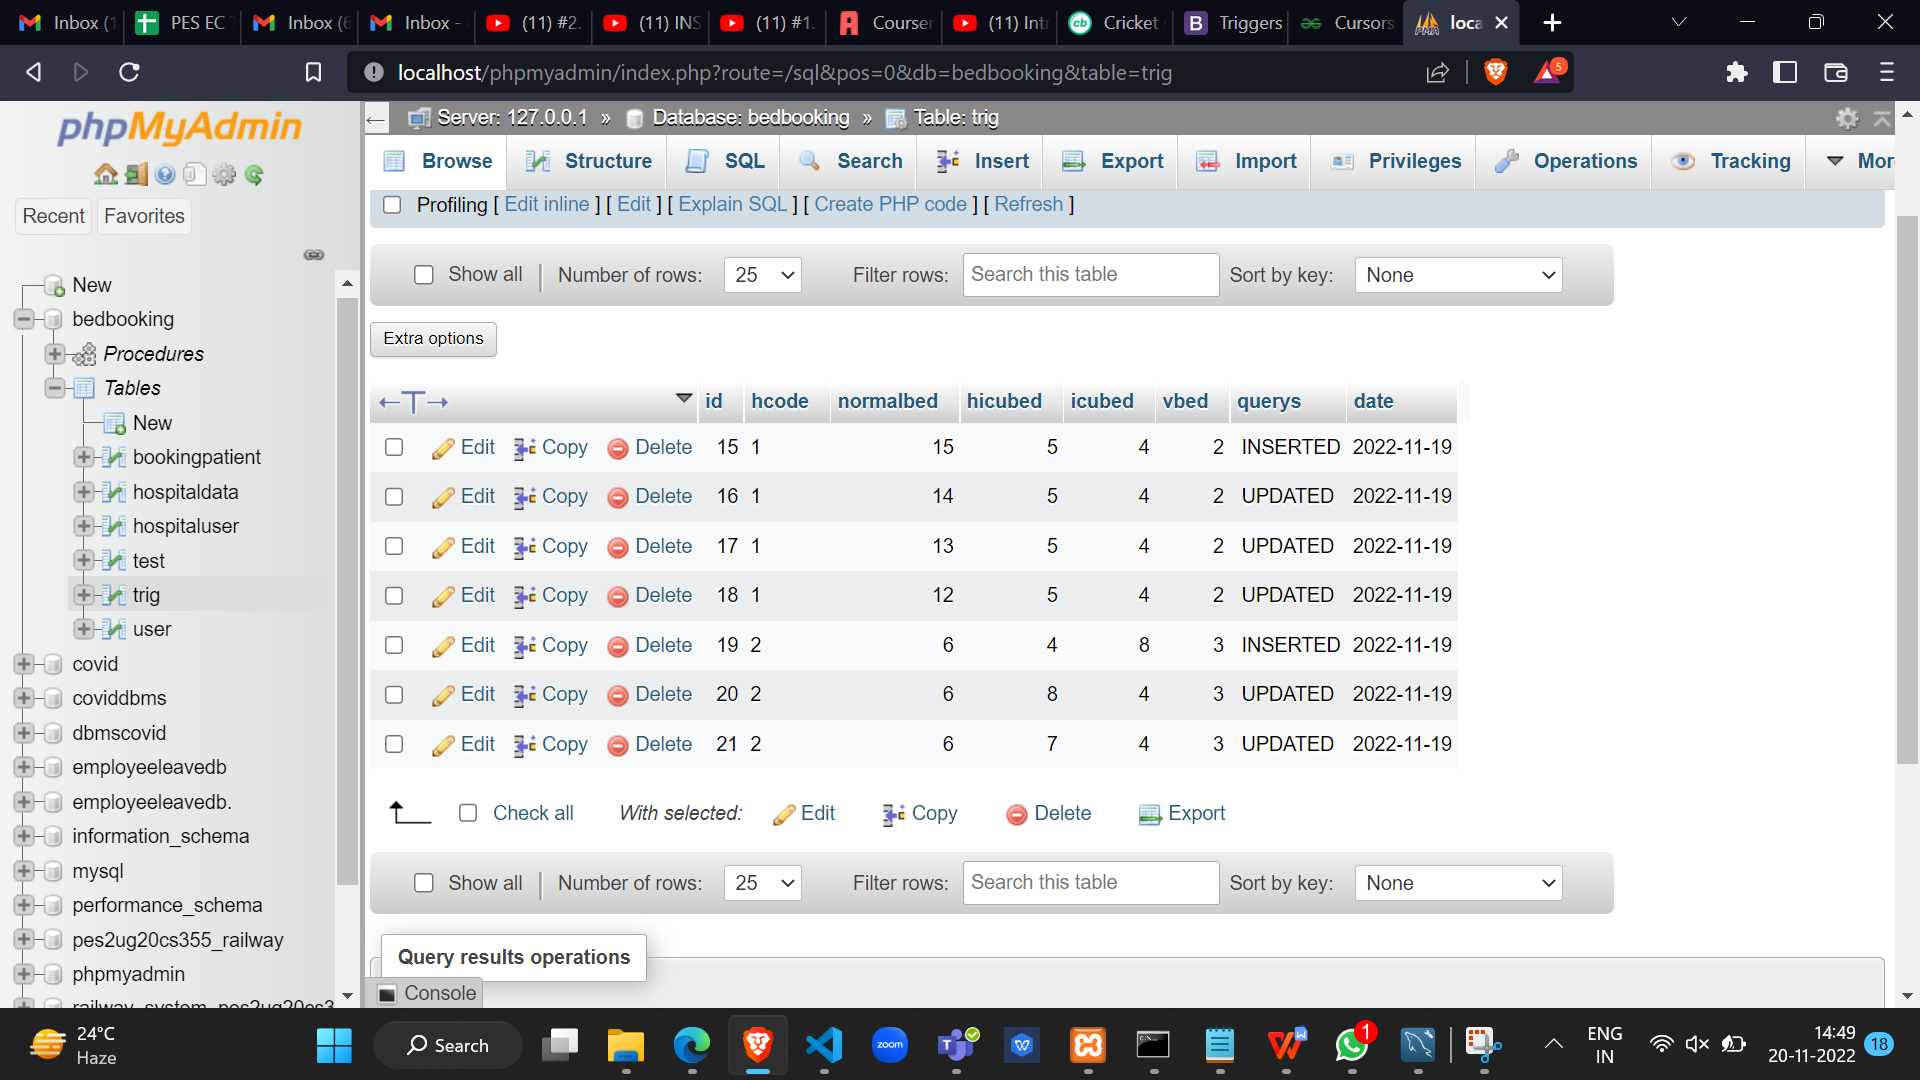 Inbox (1
PES EC T
Inbox (6
Inbox -
(11) #2.
(11) INS
(11) #1.
Courser
(11) Intr
cb Cricket s
B Triggers
Cursors
loca
localhost/phpmyadmin/index.php?route=/sql&pos=0&db=bedbooking&table=trig
5
phpMyAdmin
Recent Favorites
New
bedbooking
Procedures
Tables
New
bookingpatient
hospitaldata
hospitaluser
test
trig
user
covid
coviddbms
dbmscovid
employeeleavedb
employeeleavedb.
information_schema
mysql
performance_schema
pes2ug20cs355_railway
phpmyadmin
railway_system_pes2ug20cs3
Server: 127.0.0.1 » Database: bedbooking » Table: trig
Browse Structure SQL Search Insert Export Import Privileges Operations Tracking Mor
Profiling [ Edit inline ] [ Edit ] [ Explain SQL ] [ Create PHP code ] [ Refresh ]
Show all Number of rows: 25 Filter rows: Search this table Sort by key: None
Extra options
←T→ id hcode normalbed hicubed icubed vbed querys date
Edit Copy Delete 15 1 15 5 4 2 INSERTED 2022-11-19
Edit Copy Delete 16 1 14 5 4 2 UPDATED 2022-11-19
Edit Copy Delete 17 1 13 5 4 2 UPDATED 2022-11-19
Edit Copy Delete 18 1 12 5 4 2 UPDATED 2022-11-19
Edit Copy Delete 19 2 6 4 8 3 INSERTED 2022-11-19
Edit Copy Delete 20 2 6 8 4 3 UPDATED 2022-11-19
Edit Copy Delete 21 2 6 7 4 3 UPDATED 2022-11-19
Check all With selected: Edit Copy Delete Export
Show all Number of rows: 25 Filter rows: Search this table Sort by key: None
Query results operations
Console
24°C
Haze
Search
zoom
1
ENG
IN
14:49
20-11-2022
18